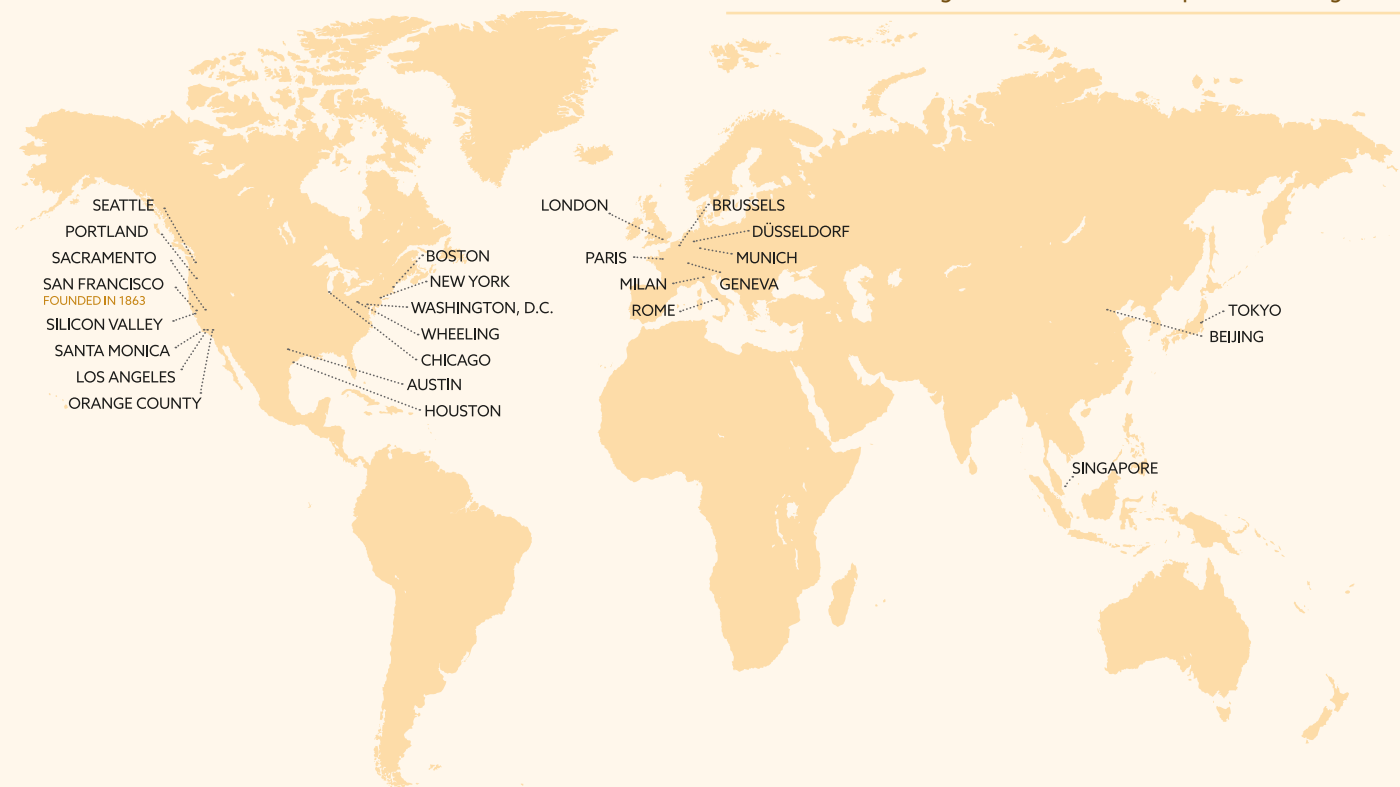 SEATTLE
PORTLAND
SACRAMENTO
SAN FRANCISCO
FOUNDED IN 1863
SILICON VALLEY
SANTA MONICA
LOS ANGELES
ORANGE COUNTY
BOSTON
NEW YORK
WASHINGTON, D.C.
WHEELING
CHICAGO
AUSTIN
HOUSTON
LONDON
PARIS
MILAN
ROME
BRUSSELS
DÜSSELDORF
MUNICH
GENEVA
TOKYO
BEIJING
SINGAPORE